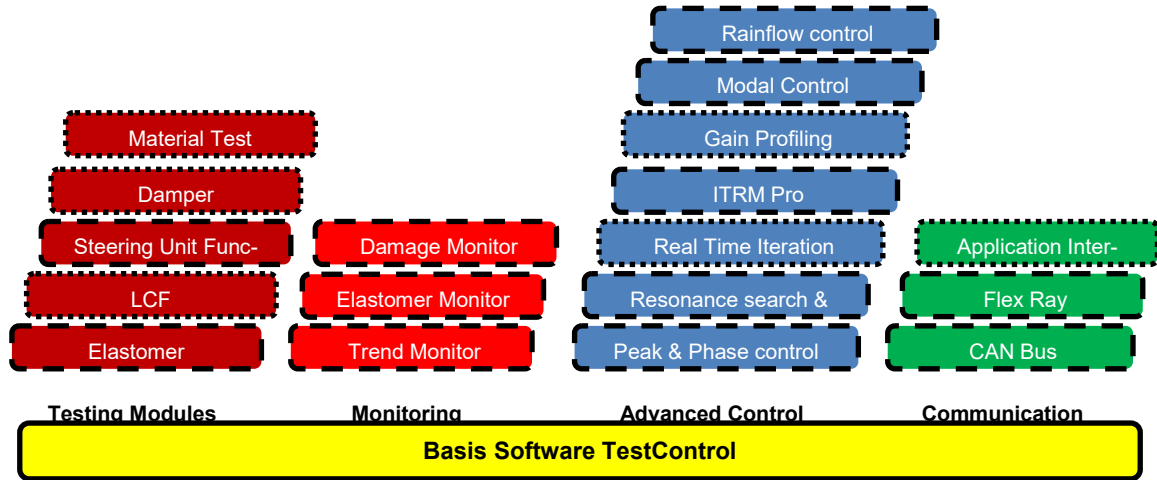 Rainflow control
Modal Control
Material Test
Gain Profiling
Damper
ITRM Pro
Steering Unit Func-
Damage Monitor
Real Time Iteration
Application Inter-
LCF
Elastomer Monitor
Resonance search &
Flex Ray
Elastomer
Trend Monitor
Peak & Phase control
CAN Bus
Testing Modules
Monitoring
Advanced Control
Communication
Basis Software TestControl